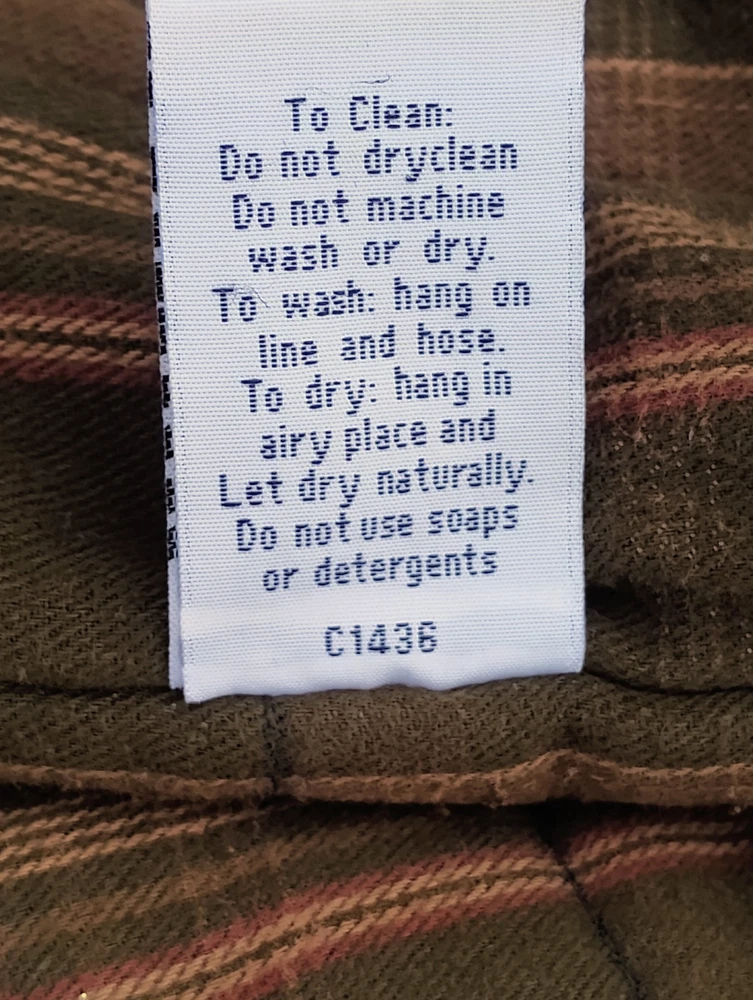 To Clean:
Do not dryclean
Do not machine
wash or dry.
To wash: hang on
line and hose.
To dry: hang in
airy place and
Let dry naturally.
Do not use soaps
or detergents
C1436